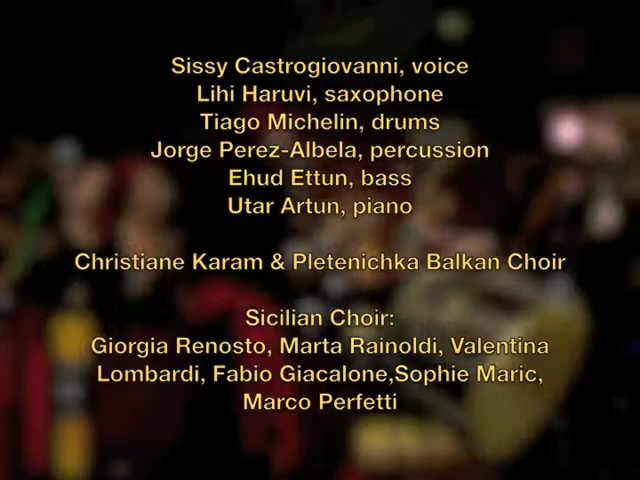 Sissy Castrogiovanni, voice
Lihi Haruvi, saxophone
Tiago Michelin, drums
Jorge Perez-Albela, percussion
Ehud Ettun, bass
Utar Artun, piano
Christiane Karam & Pletenichka Balkan Choir
Sicilian Choir:
Giorgia Renosto, Marta Rainoldi, Valentina
Lombardi, Fabio Giacalone,Sophie Maric,
Marco Perfetti